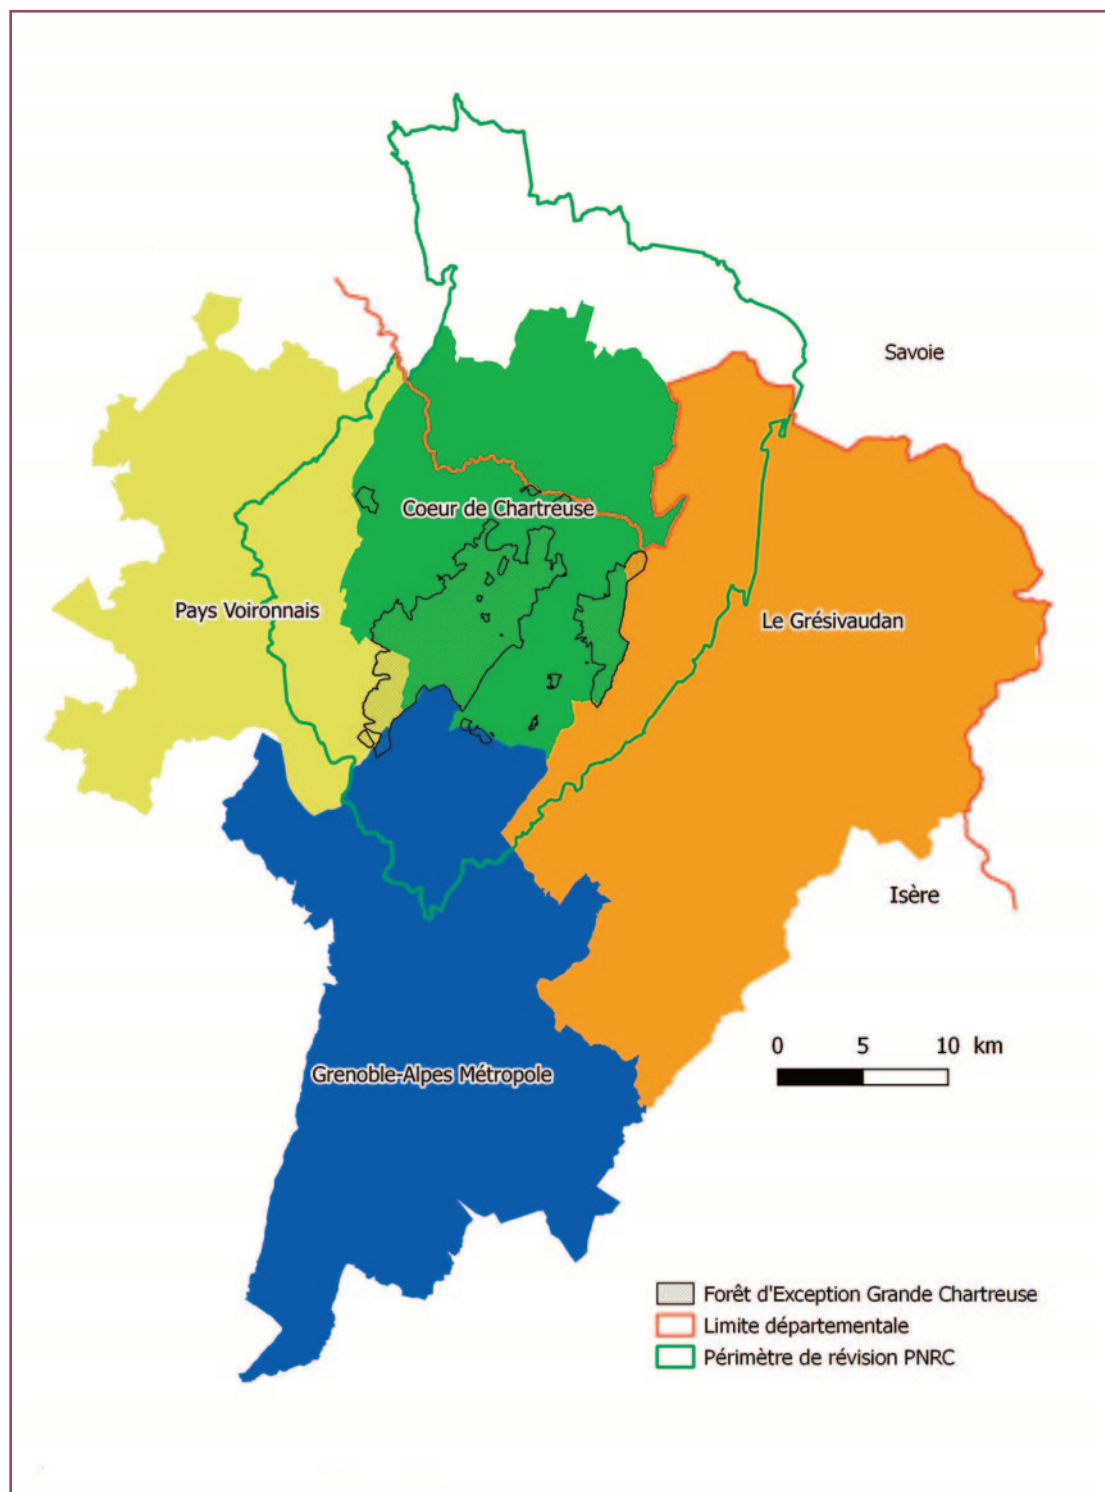 Savoie
Coeur de Chartreuse
Pays Voironnais
Le Grésivaudan
Isère
0 5 10 km
Grenoble-Alpes Métropole
Forêt d'Exception Grande Chartreuse
Limite départementale
Périmètre de révision PNRC